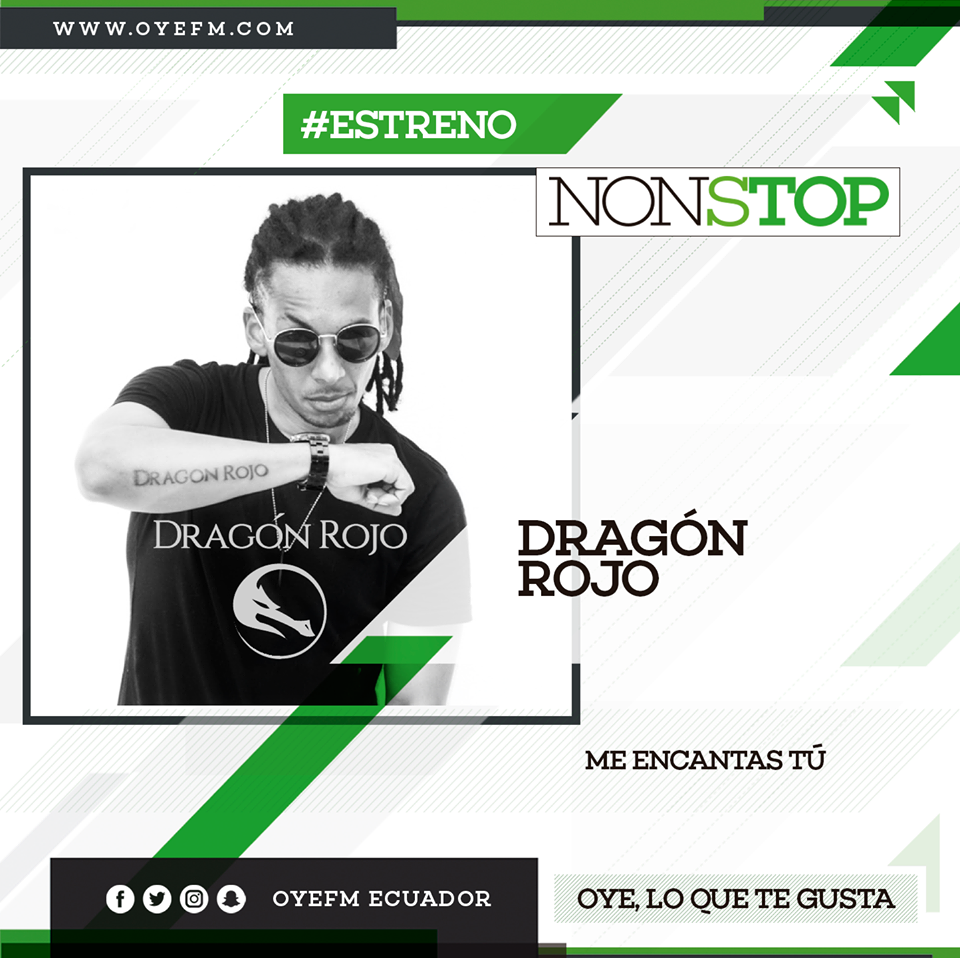 WWW.OYEFM.COM
#ESTRENO
NONSTOP
DRAGON ROJO
DRAGÓN ROJO
DRAGÓN
ROJO
ME ENCANTAS TÚ
OYEFM ECUADOR
OYE, LO QUE TE GUSTA